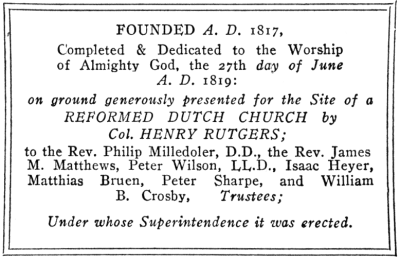 FOUNDED A. D. 1817,
Completed & Dedicated to the Worship
of Almighty God, the 27th day of June
A. D. 1819:
on ground generously presented for the Site of a
REFORMED DUTCH CHURCH by
Col. HENRY RUTGERS;
to the Rev. Philip Milledoler, D.D., the Rev. James
M. Matthews, Peter Wilson, LL.D., Isaac Heyer,
Matthias Bruen, Peter Sharpe, and William
B. Crosby, Trustees;
Under whose Superintendence it was erected.